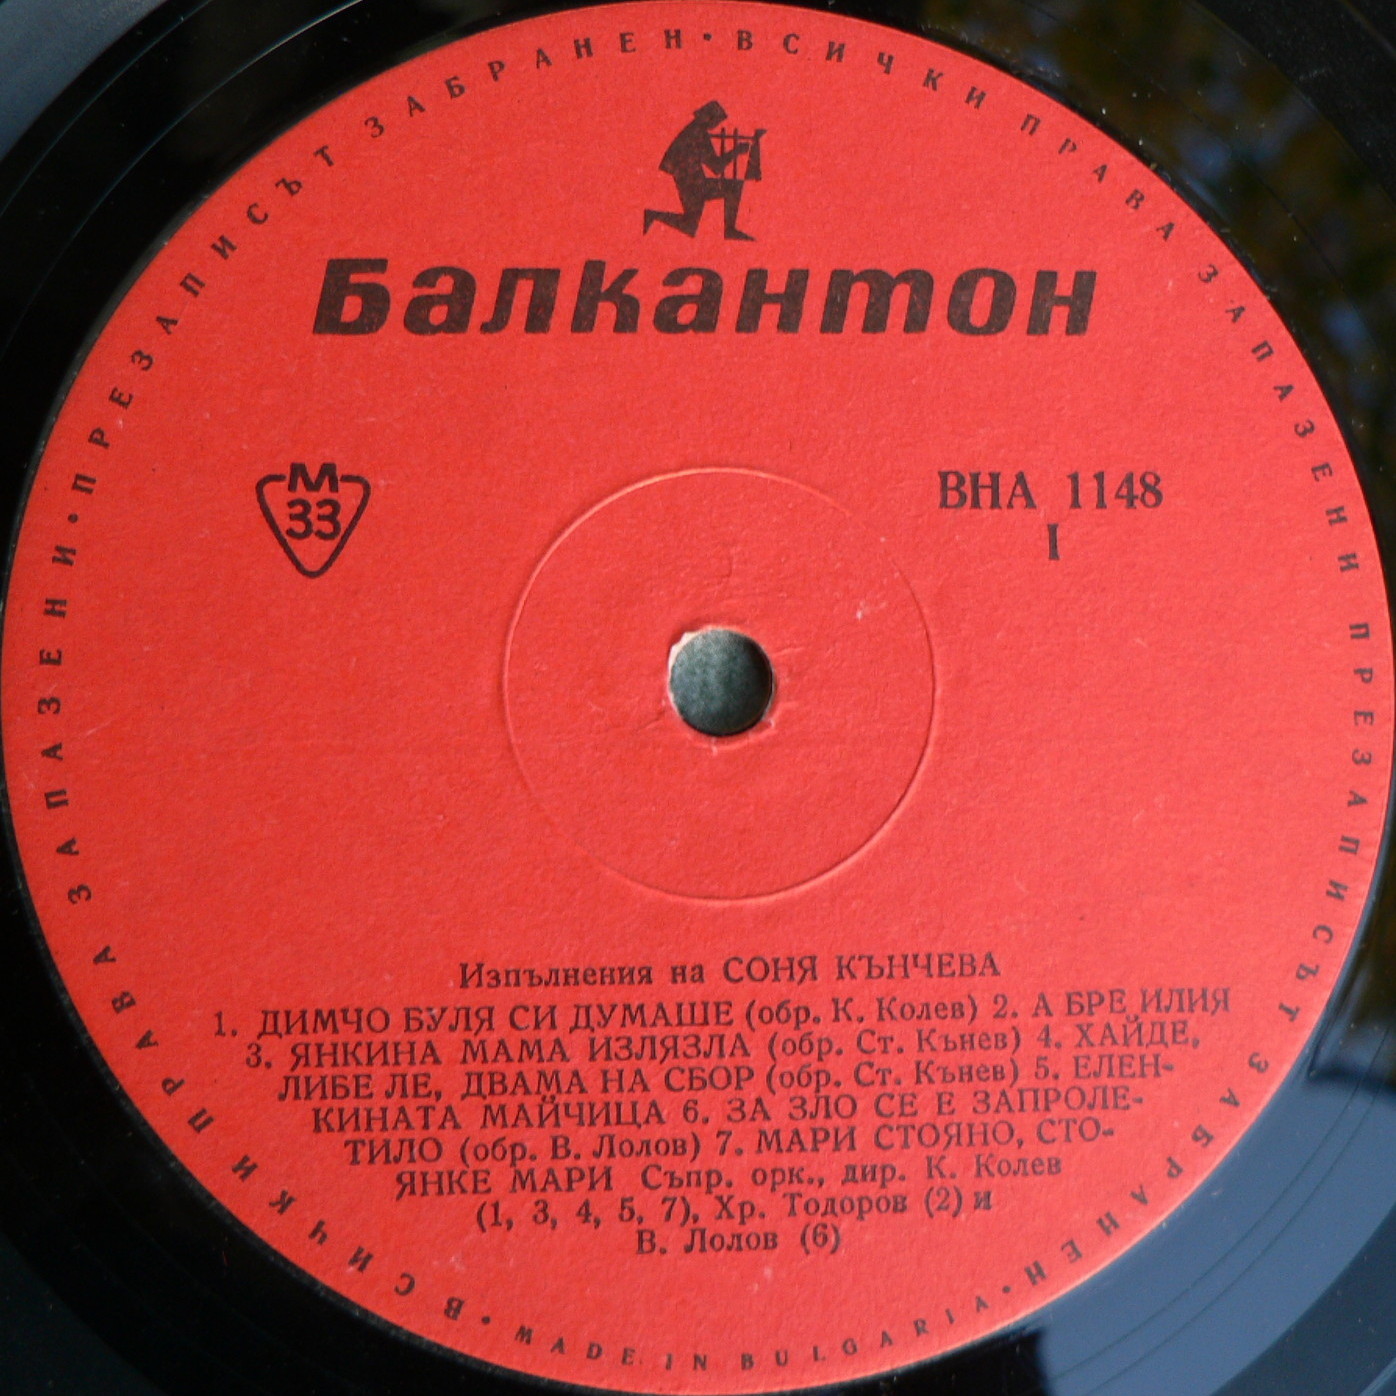 ВСИЧКИ ПРАВА ЗАПАЗЕНИ • ПРЕЗАПИСЪТ ЗАБРАНЕН • ВСИЧКИ ПРАВА ЗАПАЗЕНИ ПРЕЗАПИСЪТ ЗАБРАНЕН •
Балкантон
М
33
ВНА 1148
I
Изпълнения на СОНЯ КЪНЧЕВА
1. ДИМЧО БУЛЯ СИ ДУМАШЕ (обр. К. Колев) 2. А БРЕ ИЛИЯ
3. ЯНКИНА МАМА ИЗЛЯЗЛА (обр. Ст. Кънев) 4. ХАЙДЕ,
ЛИБЕ ЛЕ, ДВАМА НА СБОР (обр. Ст. Кънев) 5. ЕЛЕН-
КИНАТА МАЙЧИЦА 6. ЗА ЗЛО СЕ Е ЗАПРОЛЕ-
ТИЛО (обр. В. Лолов) 7. МАРИ СТОЯНО, СТО-
ЯНКЕ МАРИ Съпр. орк., дир. К. Колев
(1, 3, 4, 5, 7), Хр. Тодоров (2) и
В. Лолов (6)
MADE IN BULGARIA